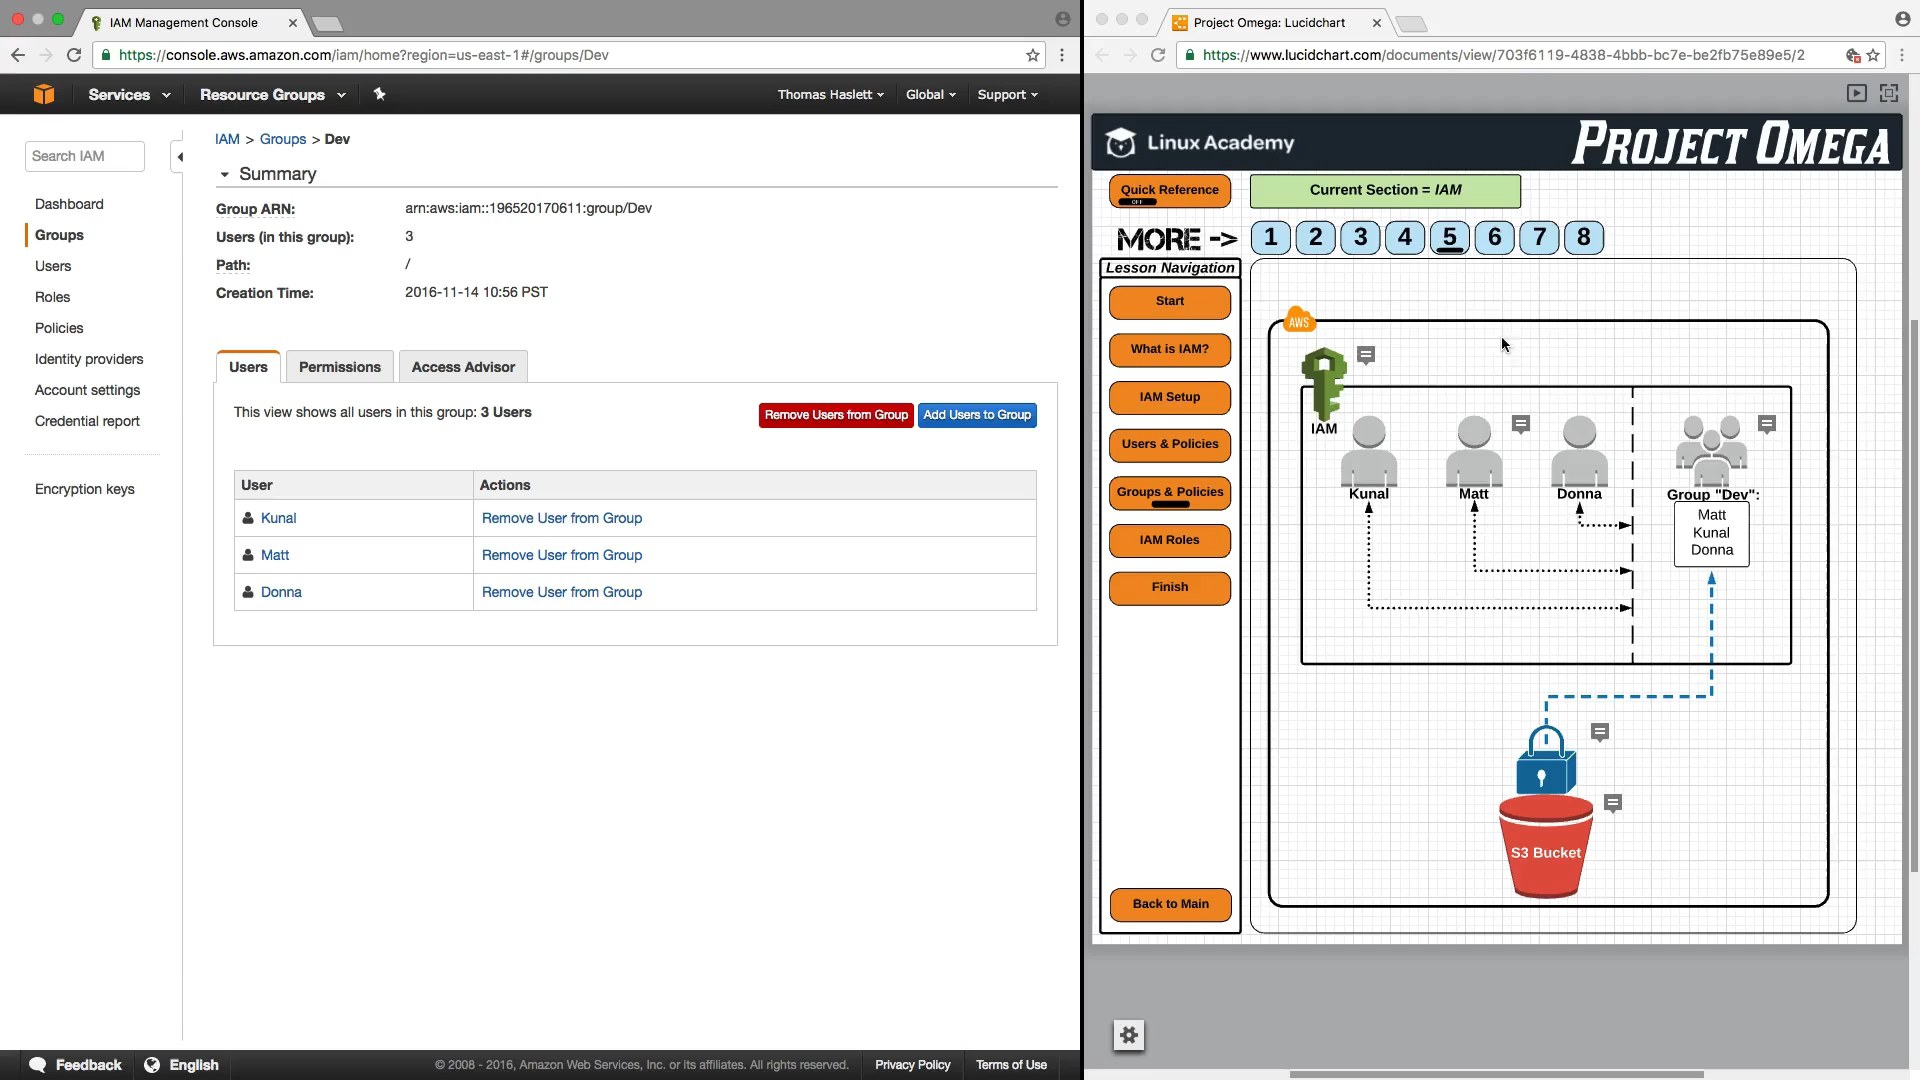 IAM Management Console
https://console.aws.amazon.com/iam/home?region=us-east-1#/groups/Dev
Services
Resource Groups
Thomas Haslett
Global
Support
Search IAM
Dashboard
Groups
Users
Roles
Policies
Identity providers
Account settings
Credential report
Encryption keys
IAM > Groups > Dev
Summary
Group ARN: arn:aws:iam::196520170611:group/Dev
Users (in this group): 3
Path: /
Creation Time: 2016-11-14 10:56 PST
Users
Permissions
Access Advisor
This view shows all users in this group: 3 Users
Remove Users from Group
Add Users to Group
User Actions
Kunal Remove User from Group
Matt Remove User from Group
Donna Remove User from Group
Feedback
English
© 2008 - 2016, Amazon Web Services, Inc. or its affiliates. All rights reserved.
Privacy Policy
Terms of Use
Project Omega: Lucidchart
https://www.lucidchart.com/documents/view/703f6119-4838-4bbb-bc7e-be2fb75e89e5/2
Linux Academy
PROJECT OMEGA
Quick Reference
OFF
Current Section = IAM
MORE -> 1 2 3 4 5 6 7 8
Lesson Navigation
Start
What is IAM?
IAM Setup
Users & Policies
Groups & Policies
IAM Roles
Finish
Back to Main
AWS
IAM
Kunal
Matt
Donna
Group "Dev":
Matt
Kunal
Donna
S3 Bucket